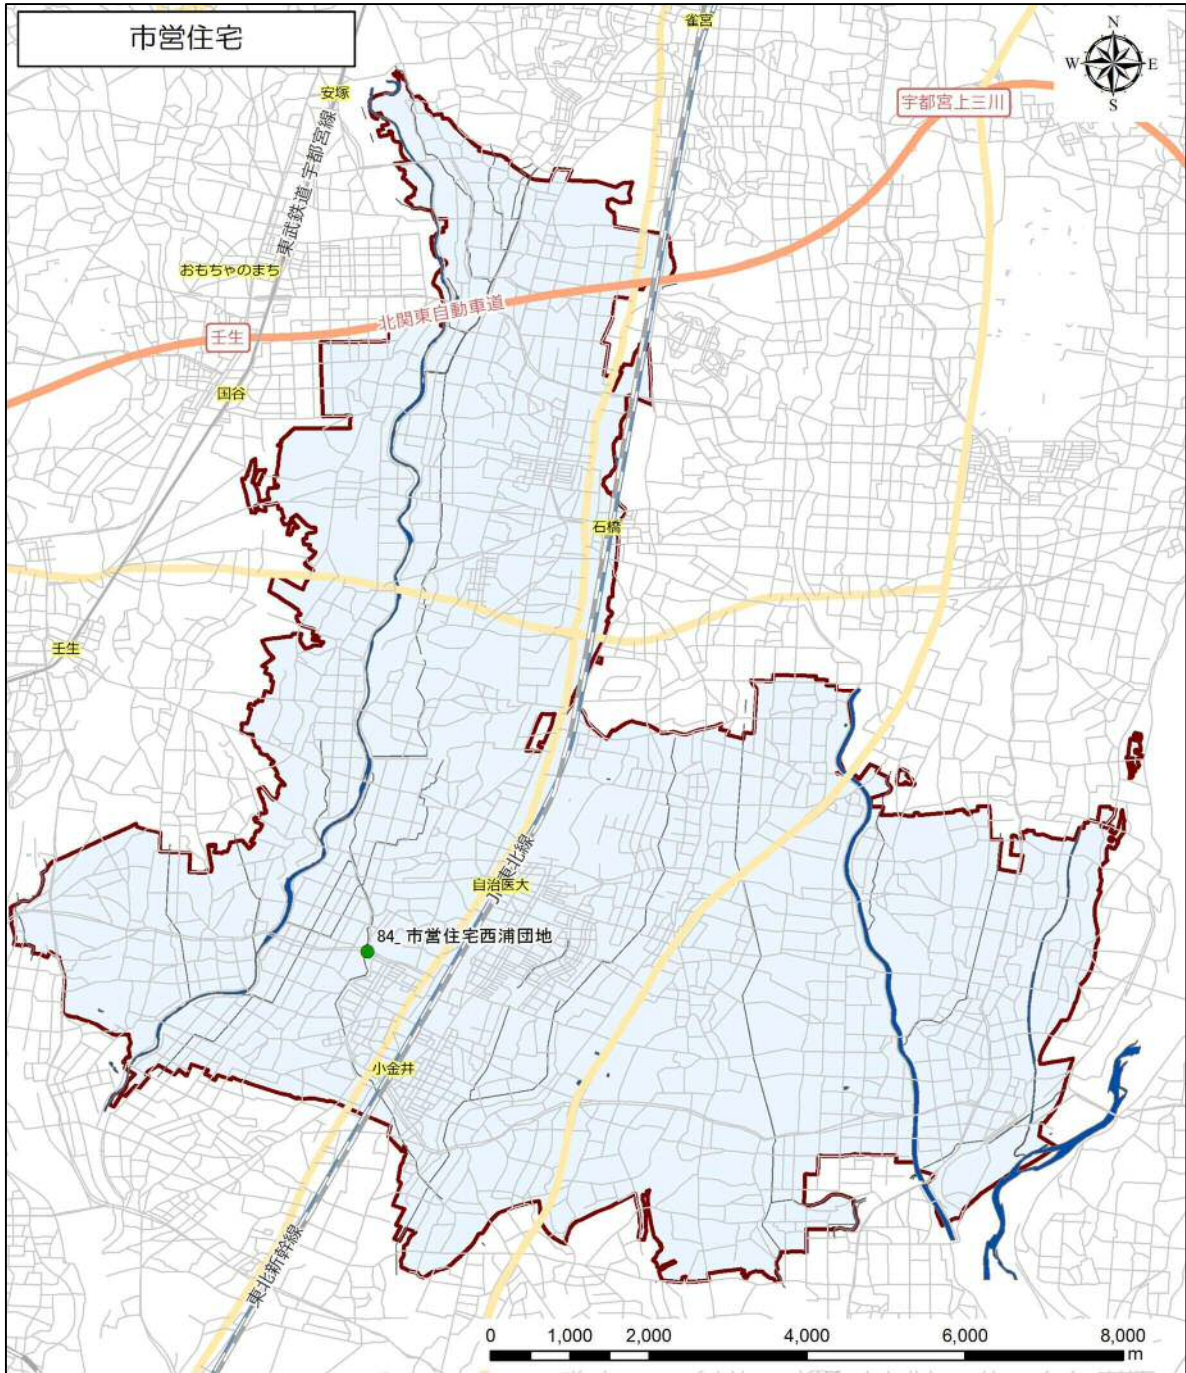 市営住宅
雀宮
N
W
E
S
安塚
宇都宮上三川
東武鉄道 宇都宮線
おもちゃのまち
北関東自動車道
壬生
国谷
石橋
壬生
JR東北線
自治医大
84_市営住宅西浦団地
小金井
東北新幹線
0 1,000 2,000 4,000 6,000 8,000
m